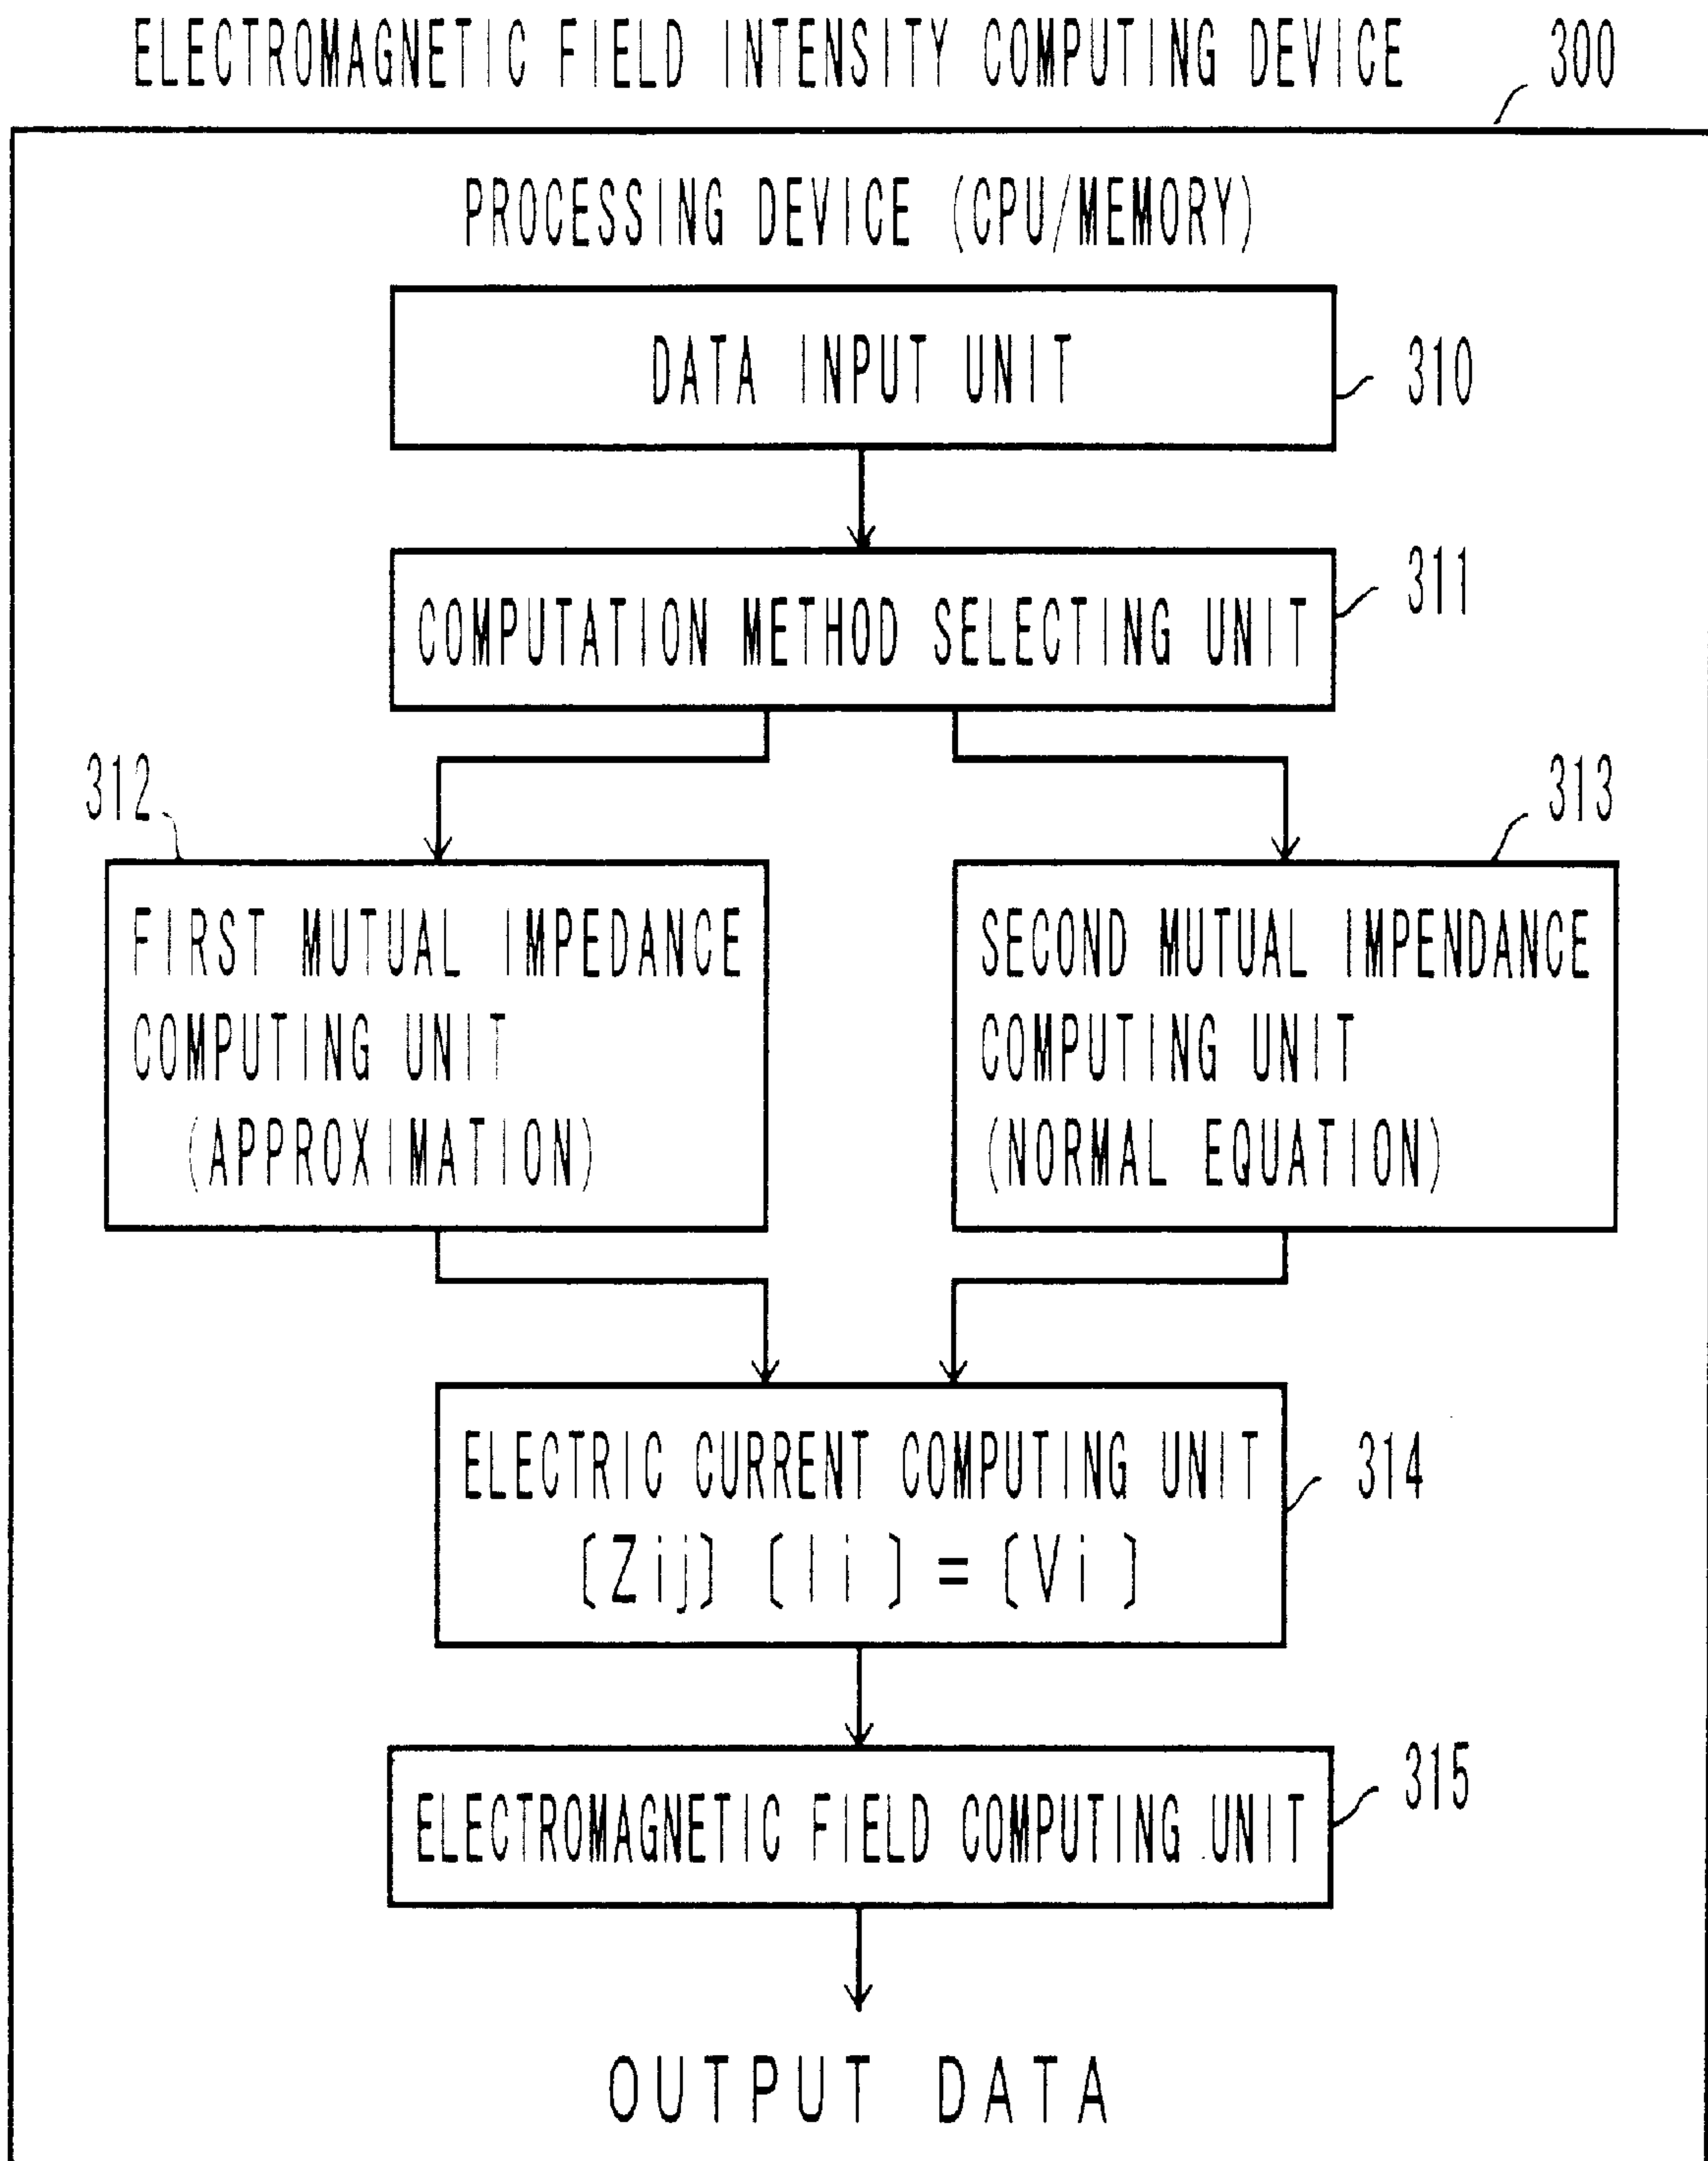 ELECTROMAGNETIC FIELD INTENSITY COMPUTING DEVICE 300
PROCESSING DEVICE (CPU/MEMORY)
DATA INPUT UNIT 310
COMPUTATION METHOD SELECTING UNIT 311
312
FIRST MUTUAL IMPEDANCE
COMPUTING UNIT
(APPROXIMATION)
313
SECOND MUTUAL IMPENDANCE
COMPUTING UNIT
(NORMAL EQUATION)
ELECTRIC CURRENT COMPUTING UNIT 314
[Zij] [Ii] = [Vi]
ELECTROMAGNETIC FIELD COMPUTING UNIT 315
OUTPUT DATA